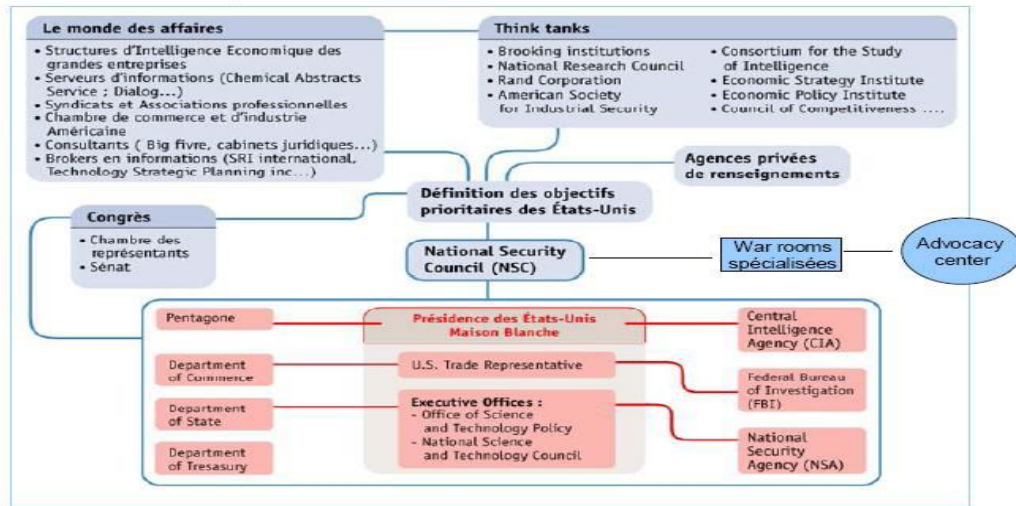 Le monde des affaires
• Structures d'Intelligence Economique des
grandes entreprises
• Serveurs d'informations (Chemical Abstracts
Service ; Dialog...)
• Syndicats et Associations professionnelles
• Chambre de commerce et d'industrie
Américaine
• Consultants ( Big fivre, cabinets juridiques...)
• Brokers en informations (SRI international,
Technology Strategic Planning inc...)
Think tanks
• Brooking institutions
• National Research Council
• Rand Corporation
• American Society
for Industrial Security
• Consortium for the Study
of Intelligence
• Economic Strategy Institute
• Economic Policy Institute
• Council of Competitiveness ....
Agences privées
de renseignements
Définition des objectifs
prioritaires des États-Unis
Congrès
• Chambre des
représentants
• Sénat
National Security
Council (NSC)
War rooms
spécialisées
Advocacy
center
Pentagone
Department
of Commerce
Department
of State
Department
of Tresasury
Présidence des États-Unis
Maison Blanche
U.S. Trade Representative
Executive Offices :
- Office of Science
and Technology Policy
- National Science
and Technology Council
Central
Intelligence
Agency (CIA)
Federal Bureau
of Investigation
(FBI)
National
Security
Agency (NSA)